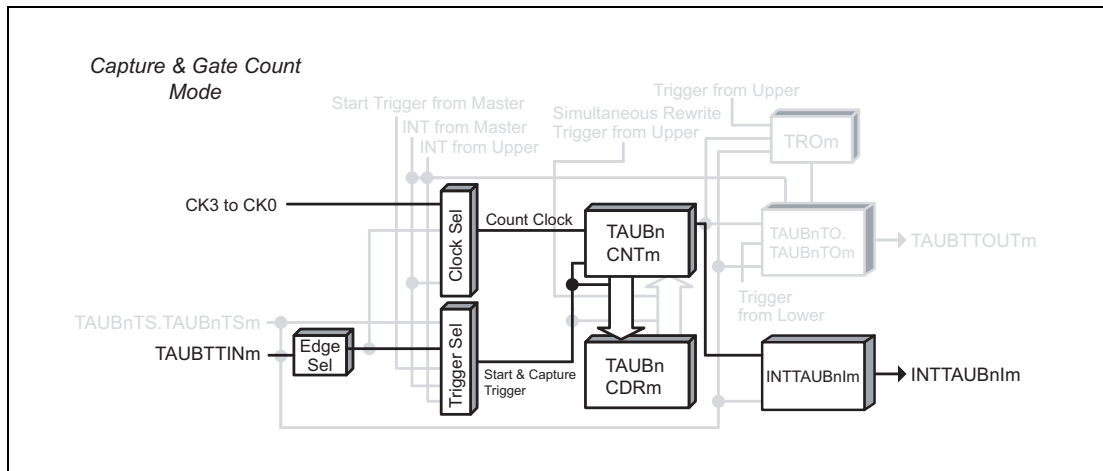 Capture & Gate Count
Mode
Start Trigger from Master
INT from Master
INT from Upper
Simultaneous Rewrite
Trigger from Upper
Trigger from Upper
TROm
CK3 to CK0
Clock Sel
Count Clock
TAUBn
CNTm
TAUBnTO.
TAUBnTOm
TAUBTTOUTm
Trigger
from Lower
TAUBnTS.TAUBnTSm
TAUBTTINm
Edge
Sel
Trigger Sel
Start & Capture
Trigger
TAUBn
CDRm
INTTAUBnIm
INTTAUBnIm